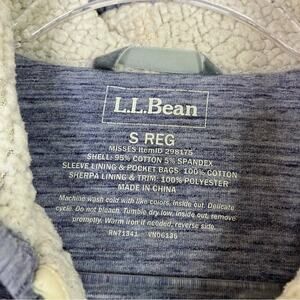 L.L.Bean
S REG
MISSES ItemID 298175
SHELL: 95% COTTON 5% SPANDEX
SLEEVE LINING & POCKET BAGS: 100% COTTON
SHERPA LINING & TRIM: 100% POLYESTER
MADE IN CHINA
Machine wash cold with like colors. Inside out. Delicate
cycle. Do not bleach. Tumble dry low, Inside out, remove
promptly. Warm iron if needed, reverse side.
RN71341 VN06136